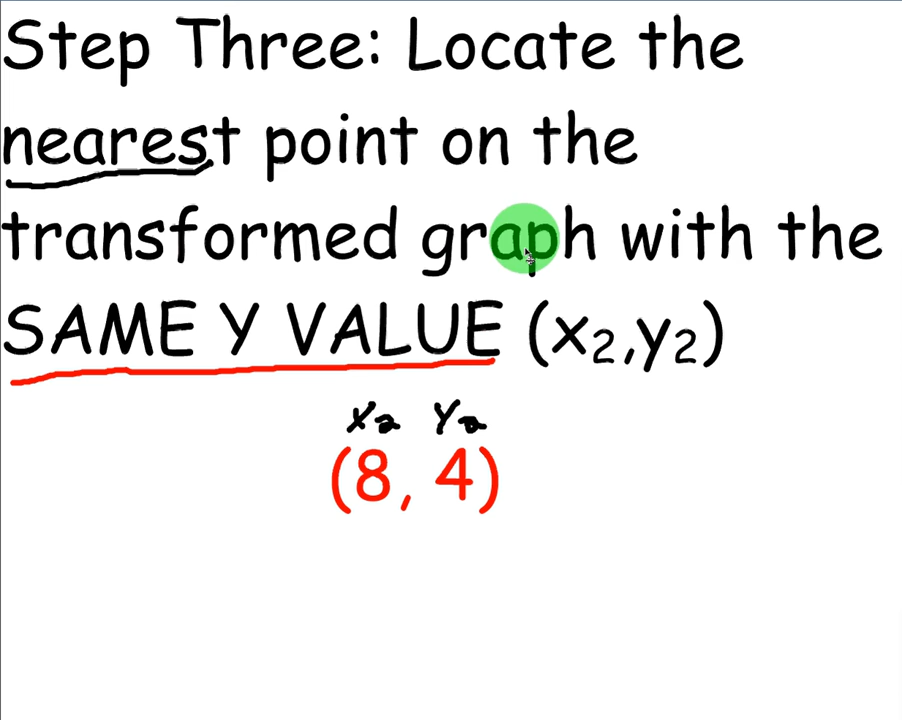 Step Three: Locate the
nearest point on the
transformed graph with the
SAME Y VALUE (x₂,y₂)
X₂ Y₂
(8, 4)